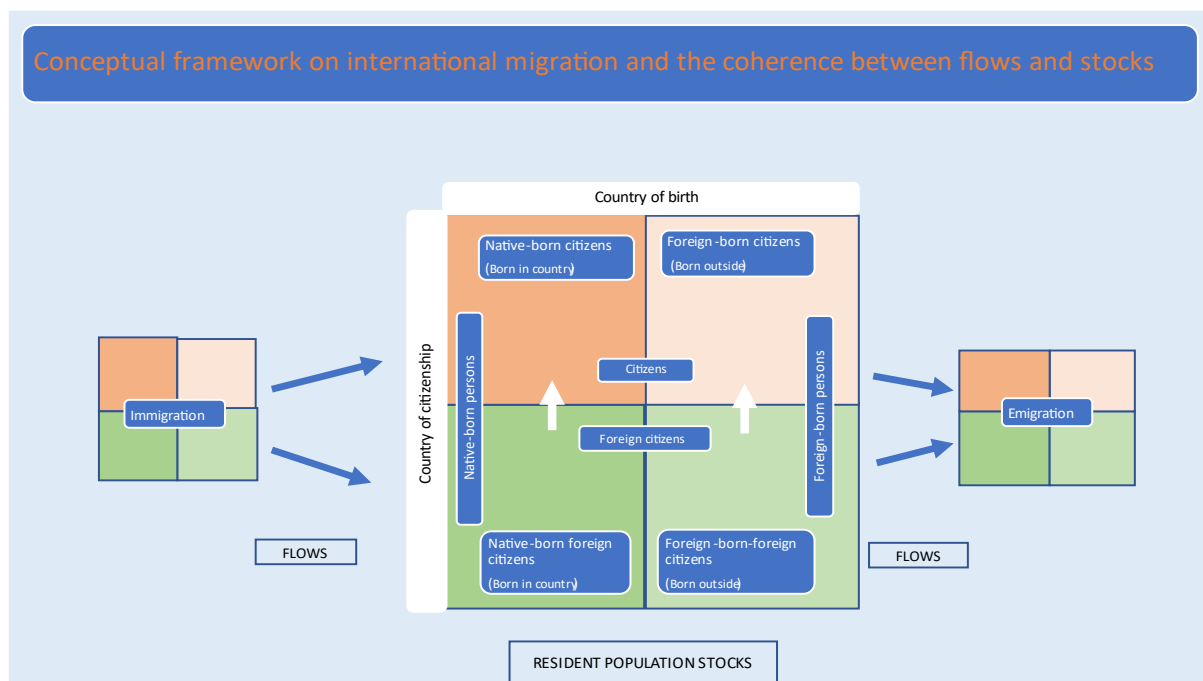 Conceptual framework on international migration and the coherence between flows and stocks
Country of birth
Country of citizenship
Native-born citizens
(Born in country)
Foreign-born citizens
(Born outside)
Native-born persons
Foreign-born persons
Citizens
Foreign citizens
Immigration
Emigration
Native-born foreign
citizens
(Born in country)
Foreign-born-foreign
citizens
(Born outside)
FLOWS
FLOWS
RESIDENT POPULATION STOCKS